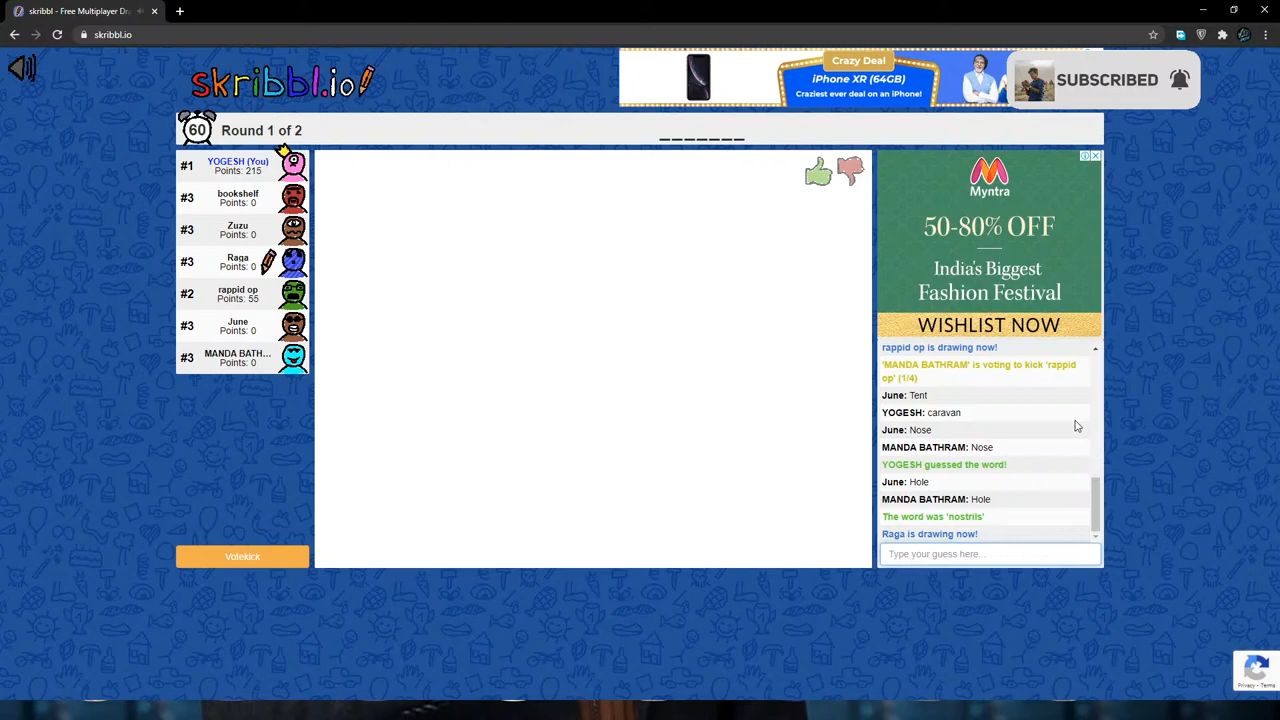 skribbl - Free Multiplayer Dra
skribbl.io
skribbl.io
Crazy Deal
iPhone XR (64GB)
Craziest ever deal on an iPhone!
SUBSCRIBED
60
Round 1 of 2
_______
#1
YOGESH (You)
Points: 215
#3
bookshelf
Points: 0
#3
Zuzu
Points: 0
#3
Raga
Points: 0
#2
rappid op
Points: 55
#3
June
Points: 0
#3
MANDA BATH...
Points: 0
Votekick
Myntra
50-80% OFF
India's Biggest
Fashion Festival
WISHLIST NOW
rappid op is drawing now!
'MANDA BATHRAM' is voting to kick 'rappid
op' (1/4)
June: Tent
YOGESH: caravan
June: Nose
MANDA BATHRAM: Nose
YOGESH guessed the word!
June: Hole
MANDA BATHRAM: Hole
The word was 'nostrils'
Raga is drawing now!
Type your guess here...
Privacy - Terms